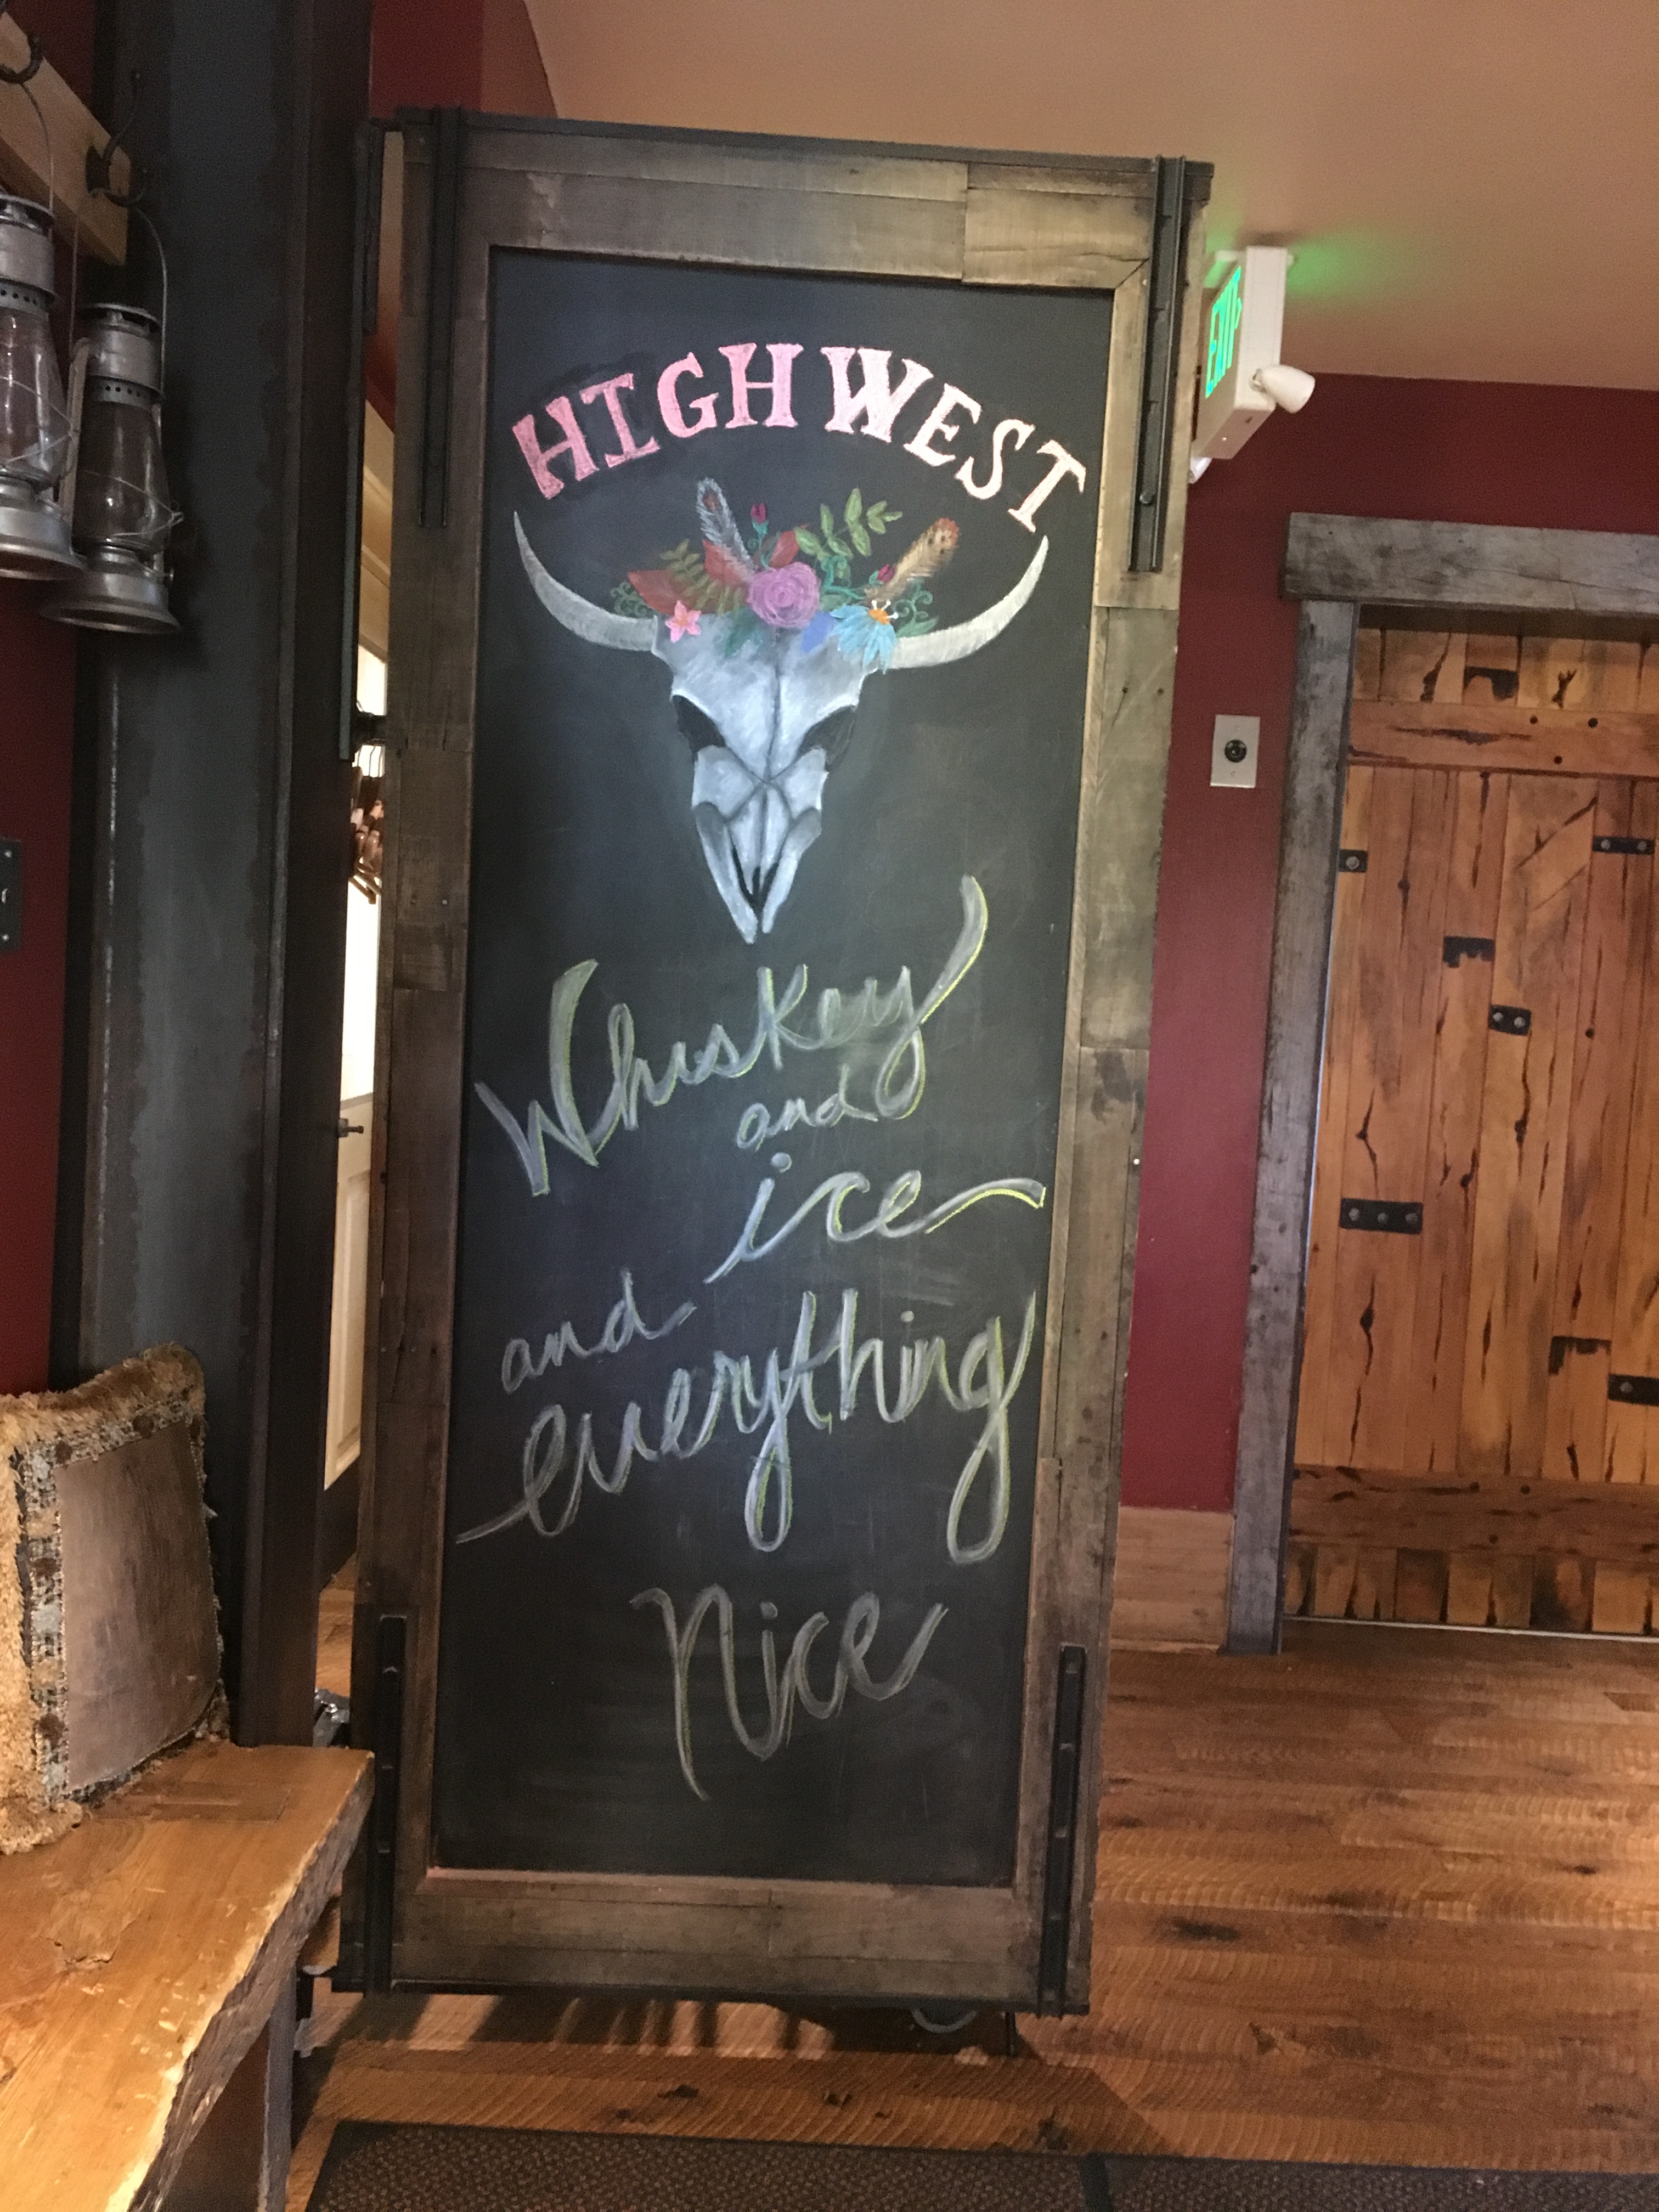 HIGH WEST
Whiskey
and
ice
and
everything
Nice
EXIT